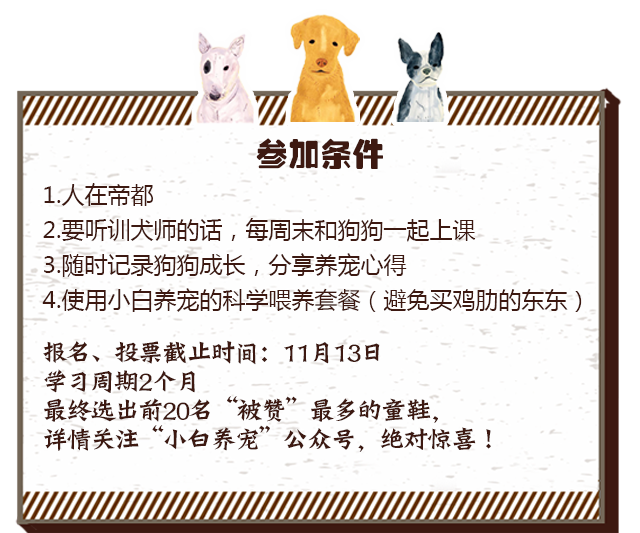 参加条件
1.人在帝都
2.要听训犬师的话，每周末和狗狗一起上课
3.随时记录狗狗成长，分享养宠心得
4.使用小白养宠的科学喂养套餐（避免买鸡肋的东东）
报名、投票截止时间：11月13日
学习周期2个月
最终选出前20名“被赞”最多的童鞋，
详情关注“小白养宠”公众号，绝对惊喜！